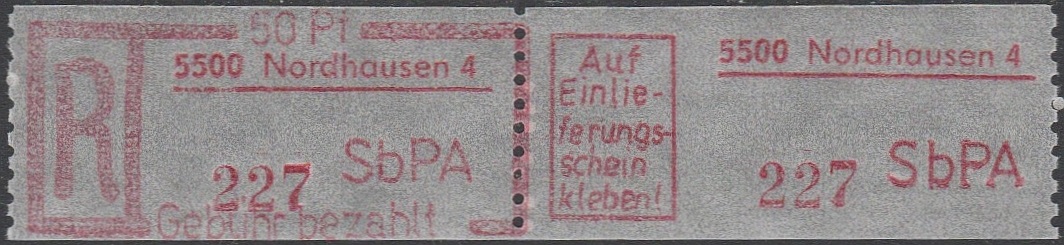 R
50 Pf
5500 Nordhausen 4
227 SbPA
Gebühr bezahlt
Auf
Einlie-
ferungs-
schein
kleben!
5500 Nordhausen 4
227 SbPA